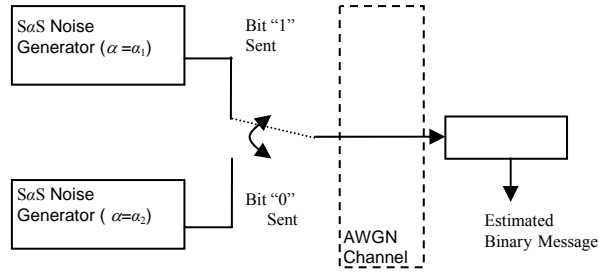 SαS Noise
Generator ( α =α1)
Bit “1”
Sent
SαS Noise
Generator ( α=α2)
Bit “0”
Sent
AWGN
Channel
Estimated
Binary Message